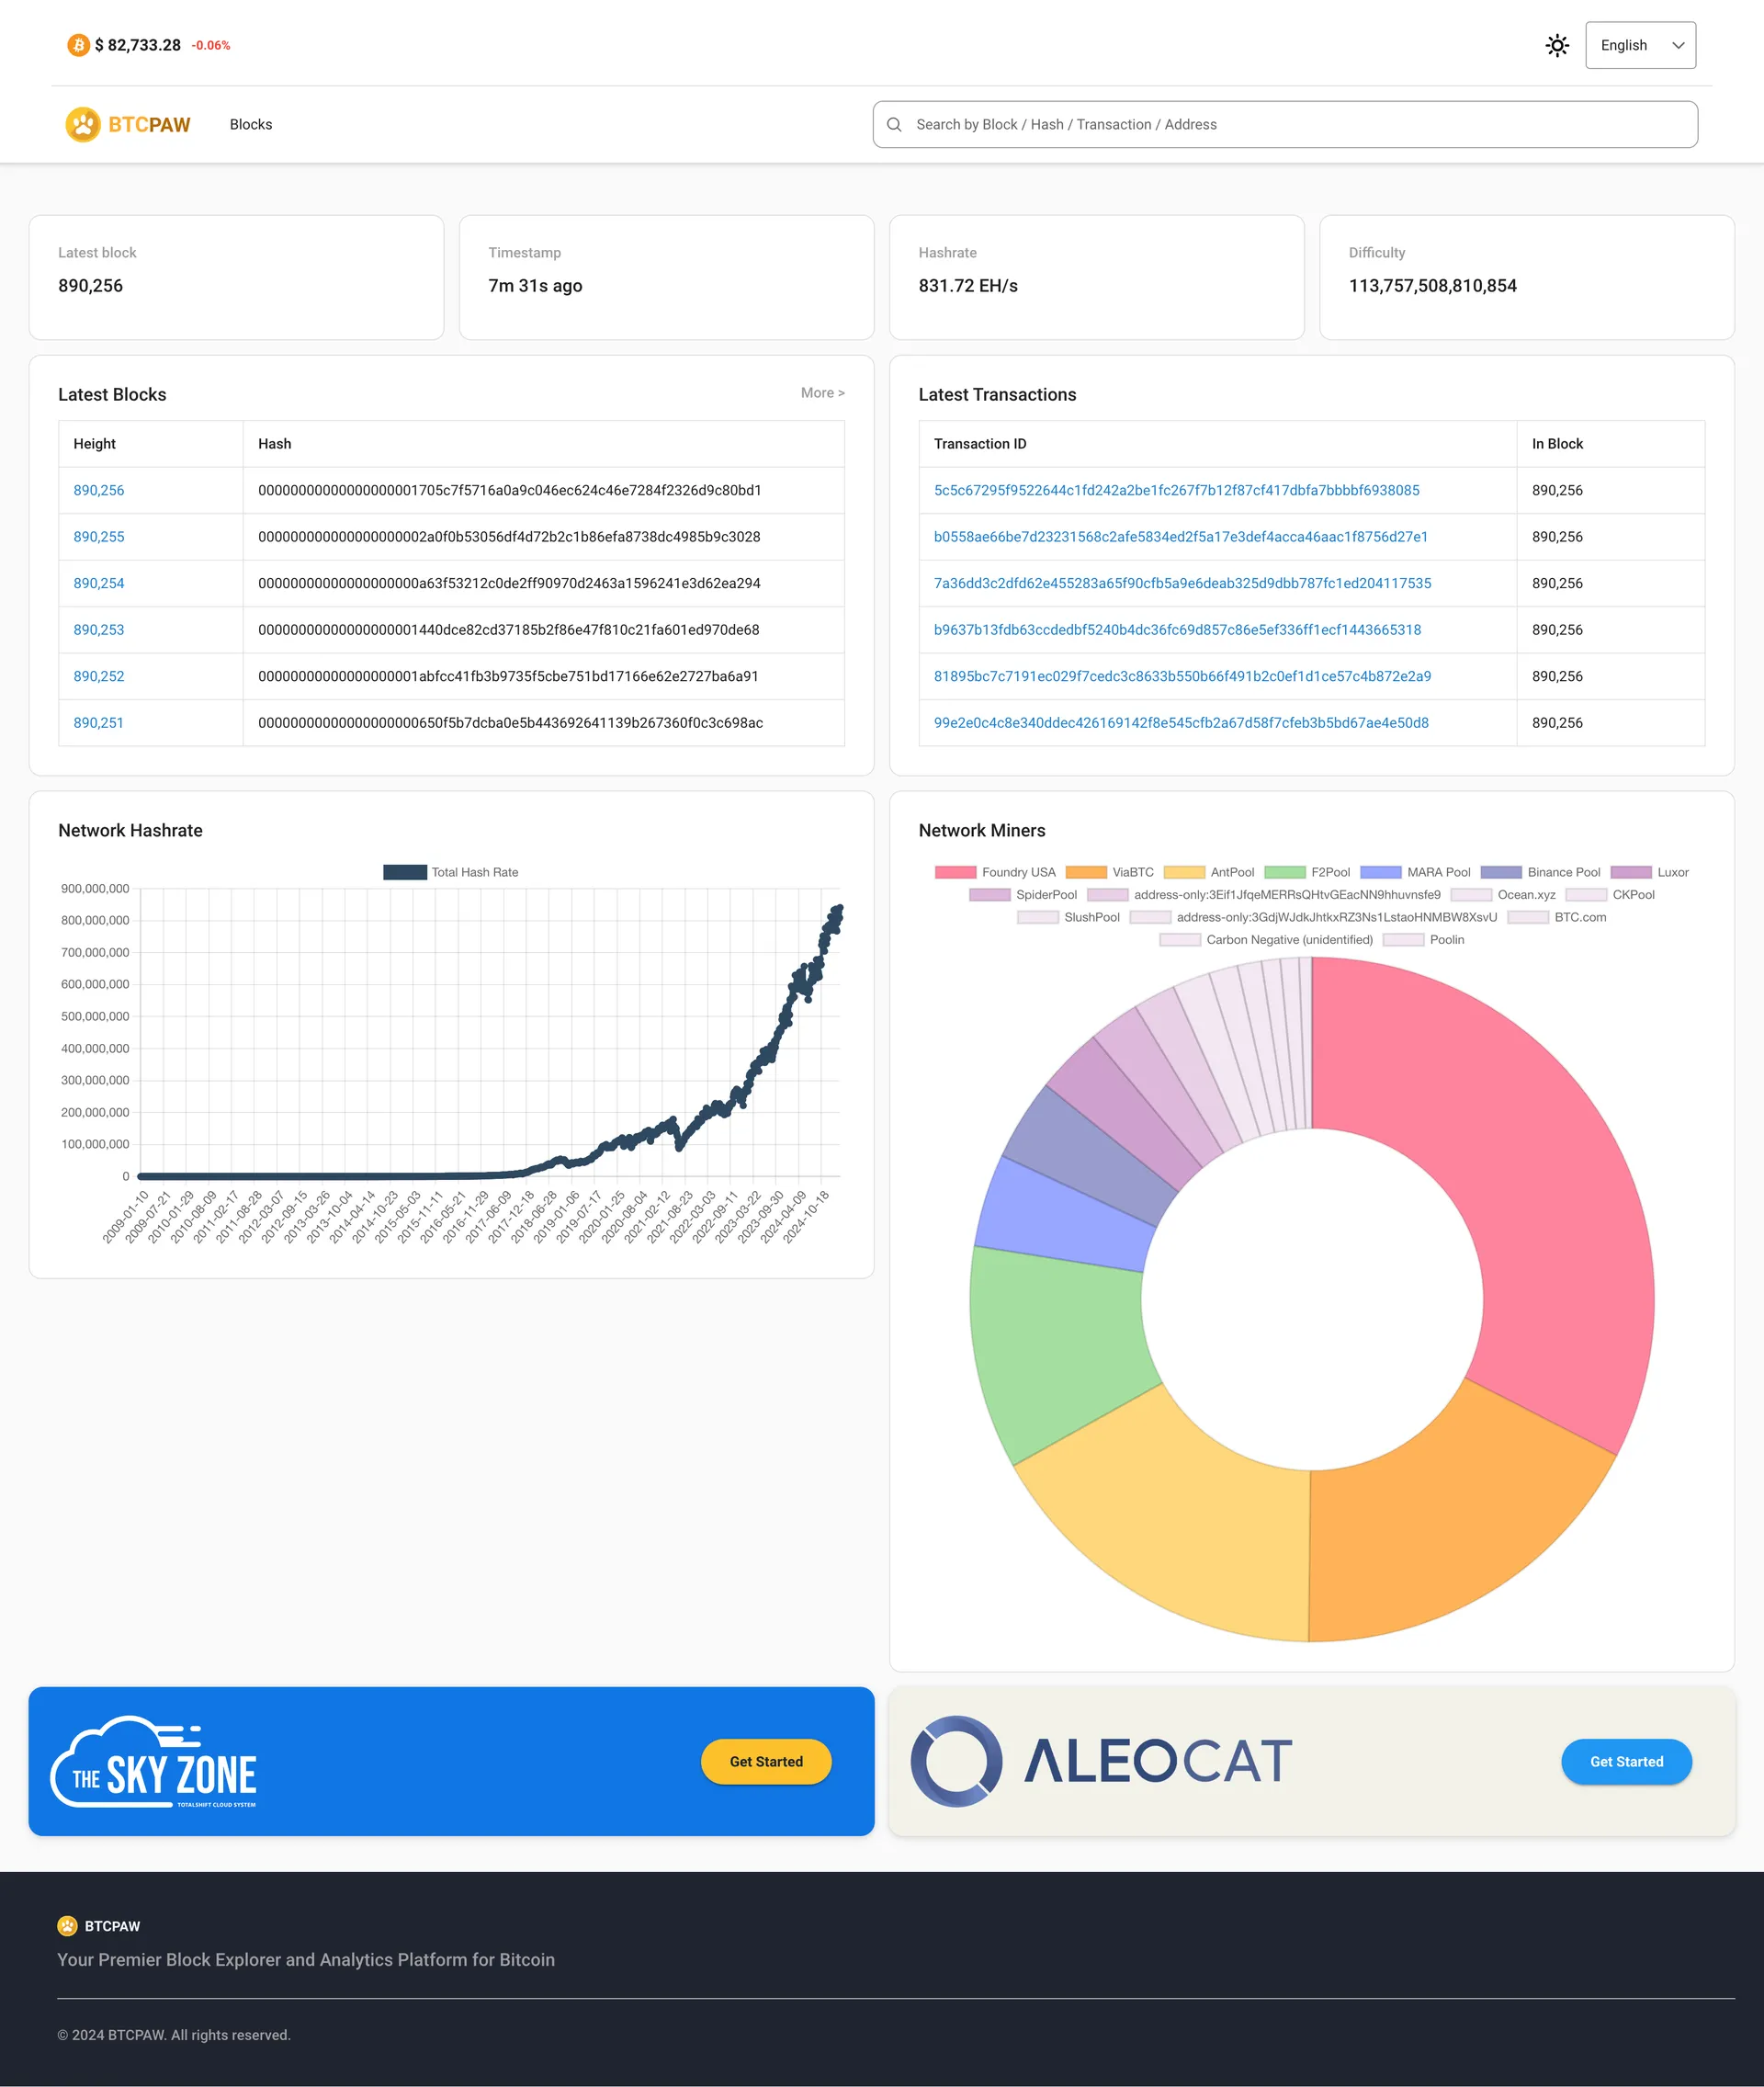 $ 82,733.28 -0.06%
English
BTCPAW Blocks
Search by Block / Hash / Transaction / Address
Latest block
890,256
Timestamp
7m 31s ago
Hashrate
831.72 EH/s
Difficulty
113,757,508,810,854
Latest Blocks
More >
Height Hash
890,256 00000000000000000001705c7f5716a0a9c046ec624c46e7284f2326d9c80bd1
890,255 000000000000000000002a0f0b53056df4d72b2c1b86efa8738dc4985b9c3028
890,254 00000000000000000000a63f53212c0de2ff90970d2463a1596241e3d62ea294
890,253 00000000000000000001440dce82cd37185b2f86e47f810c21fa601ed970de68
890,252 00000000000000000001abfcc41fb3b9735f5cbe751bd17166e62e2727ba6a91
890,251 00000000000000000000650f5b7dcba0e5b443692641139b267360f0c3c698ac
Latest Transactions
Transaction ID In Block
5c5c67295f9522644c1fd242a2be1fc267f7b12f87cf417dbfa7bbbbf6938085 890,256
b0558ae66be7d23231568c2afe5834ed2f5a17e3def4acca46aac1f8756d27e1 890,256
7a36dd3c2dfd62e455283a65f90cfb5a9e6deab325d9dbb787fc1ed204117535 890,256
b9637b13fdb63ccdedbf5240b4dc36fc69d857c86e5ef336ff1ecf1443665318 890,256
81895bc7c7191ec029f7cedc3c8633b550b66f491b2c0ef1d1ce57c4b872e2a9 890,256
99e2e0c4c8e340ddec426169142f8e545cfb2a67d58f7cfeb3b5bd67ae4e50d8 890,256
Network Hashrate
Total Hash Rate
900,000,000
800,000,000
700,000,000
600,000,000
500,000,000
400,000,000
300,000,000
200,000,000
100,000,000
0
2009-01-10 2009-07-21 2010-01-29 2010-08-09 2011-02-17 2011-08-28 2012-03-07 2012-09-15 2013-03-26 2013-10-04 2014-04-14 2014-10-23 2015-05-03 2015-11-11 2016-05-21 2016-11-29 2017-06-09 2017-12-18 2018-06-28 2019-01-06 2019-07-17 2020-01-25 2020-08-04 2021-02-12 2021-08-23 2022-03-03 2022-09-11 2023-03-22 2023-09-30 2024-04-09 2024-10-18
Network Miners
Foundry USA ViaBTC AntPool F2Pool MARA Pool Binance Pool Luxor
SpiderPool address-only:3Eif1JfqeMERRsQHtvGEacNN9hhuvnsfe9 Ocean.xyz CKPool
SlushPool address-only:3GdjWJdkJhtkxRZ3Ns1LstaoHNMBW8XsvU BTC.com
Carbon Negative (unidentified) Poolin
THE SKY ZONE
TOTALSHIFT CLOUD SYSTEM
Get Started
ALEOCAT
Get Started
BTCPAW
Your Premier Block Explorer and Analytics Platform for Bitcoin
© 2024 BTCPAW. All rights reserved.